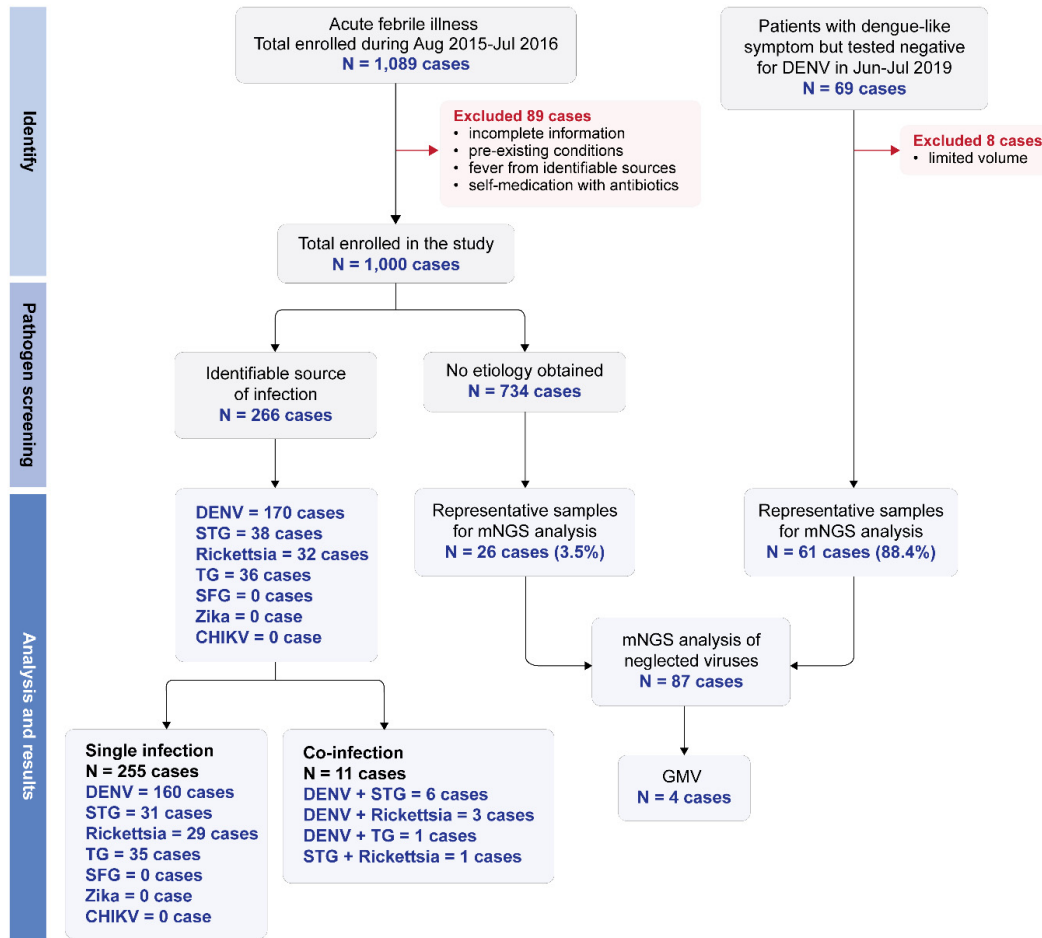 Identify
Acute febrile illness
Total enrolled during Aug 2015-Jul 2016
N = 1,089 cases
Patients with dengue-like
symptom but tested negative
for DENV in Jun-Jul 2019
N = 69 cases
Excluded 89 cases
• incomplete information
• pre-existing conditions
• fever from identifiable sources
• self-medication with antibiotics
Excluded 8 cases
• limited volume
Total enrolled in the study
N = 1,000 cases
Pathogen screening
Identifiable source
of infection
N = 266 cases
No etiology obtained
N = 734 cases
Analysis and results
DENV = 170 cases
STG = 38 cases
Rickettsia = 32 cases
TG = 36 cases
SFG = 0 cases
Zika = 0 case
CHIKV = 0 case
Representative samples
for mNGS analysis
N = 26 cases (3.5%)
Representative samples
for mNGS analysis
N = 61 cases (88.4%)
mNGS analysis of
neglected viruses
N = 87 cases
Single infection
N = 255 cases
DENV = 160 cases
STG = 31 cases
Rickettsia = 29 cases
TG = 35 cases
SFG = 0 cases
Zika = 0 case
CHIKV = 0 case
Co-infection
N = 11 cases
DENV + STG = 6 cases
DENV + Rickettsia = 3 cases
DENV + TG = 1 cases
STG + Rickettsia = 1 cases
GMV
N = 4 cases